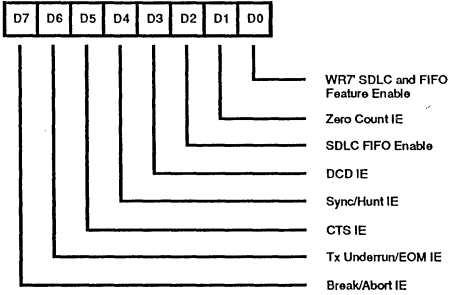 D7 D6 D5 D4 D3 D2 D1 D0
WR7' SDLC and FIFO
Feature Enable
Zero Count IE
SDLC FIFO Enable
DCD IE
Sync/Hunt IE
CTS IE
Tx Underrun/EOM IE
Break/Abort IE